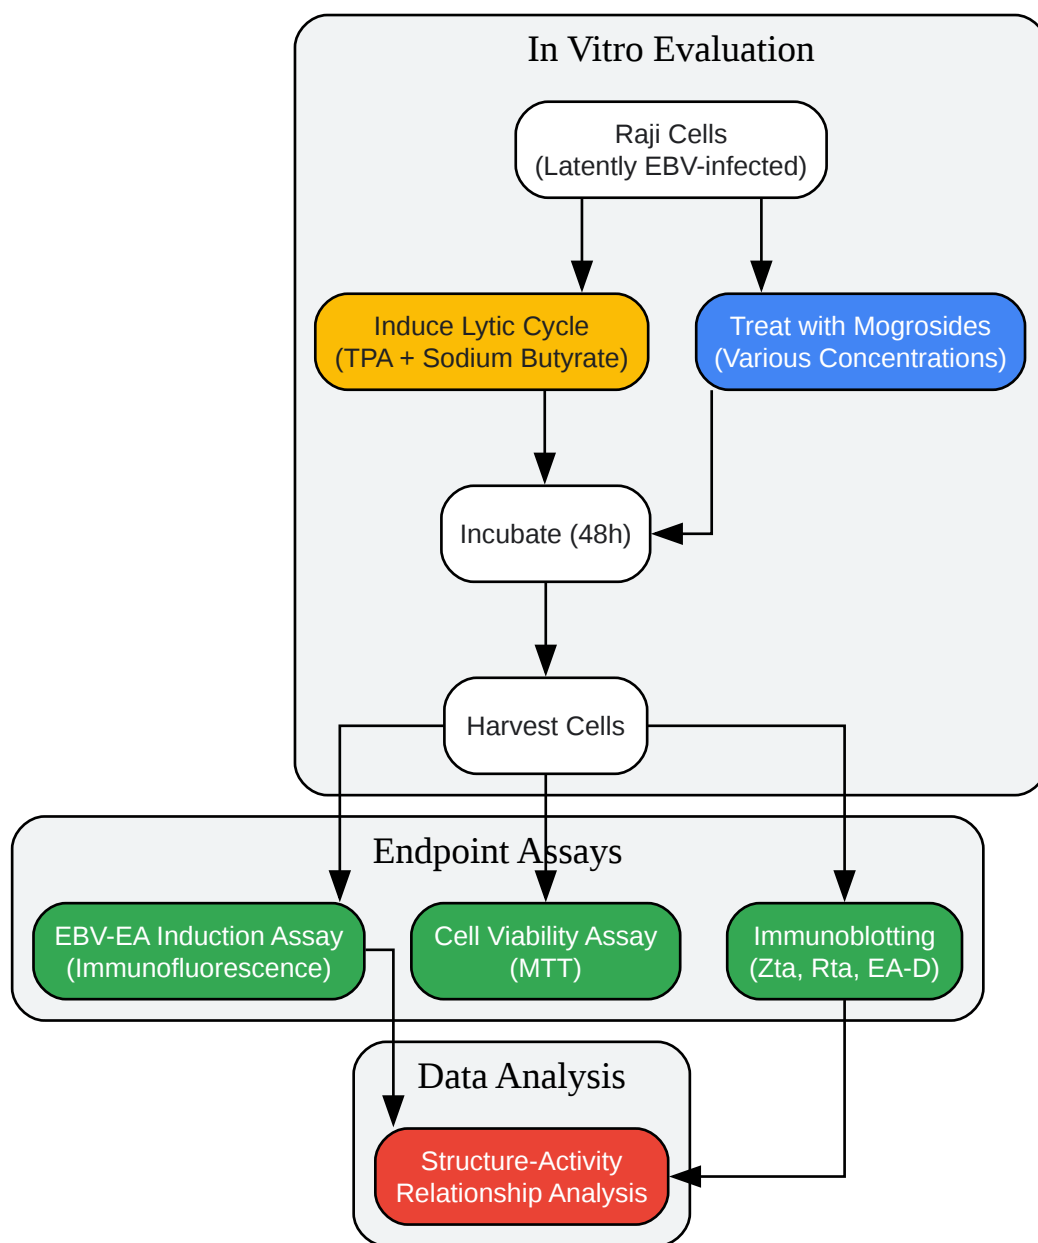 In Vitro Evaluation
Raji Cells
(Latently EBV-infected)
Induce Lytic Cycle
(TPA + Sodium Butyrate)
Treat with Mogrosides
(Various Concentrations)
Incubate (48h)
Harvest Cells
Endpoint Assays
EBV-EA Induction Assay
(Immunofluorescence)
Cell Viability Assay
(MTT)
Immunoblotting
(Zta, Rta, EA-D)
Data Analysis
Structure-Activity
Relationship Analysis